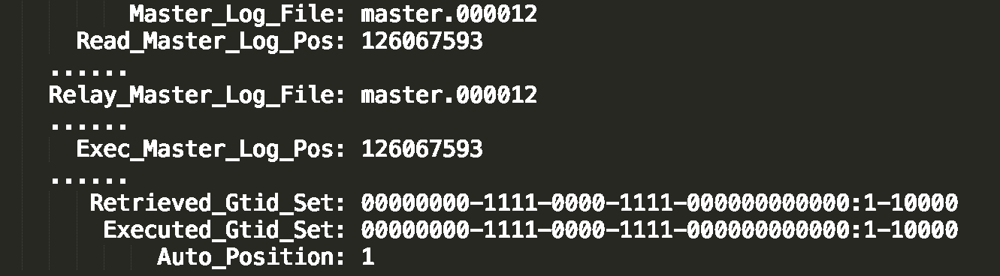 Master_Log_File: master.000012
Read_Master_Log_Pos: 126067593
......
Relay_Master_Log_File: master.000012
......
Exec_Master_Log_Pos: 126067593
......
Retrieved_Gtid_Set: 00000000-1111-0000-1111-000000000000:1-10000
Executed_Gtid_Set: 00000000-1111-0000-1111-000000000000:1-10000
Auto_Position: 1